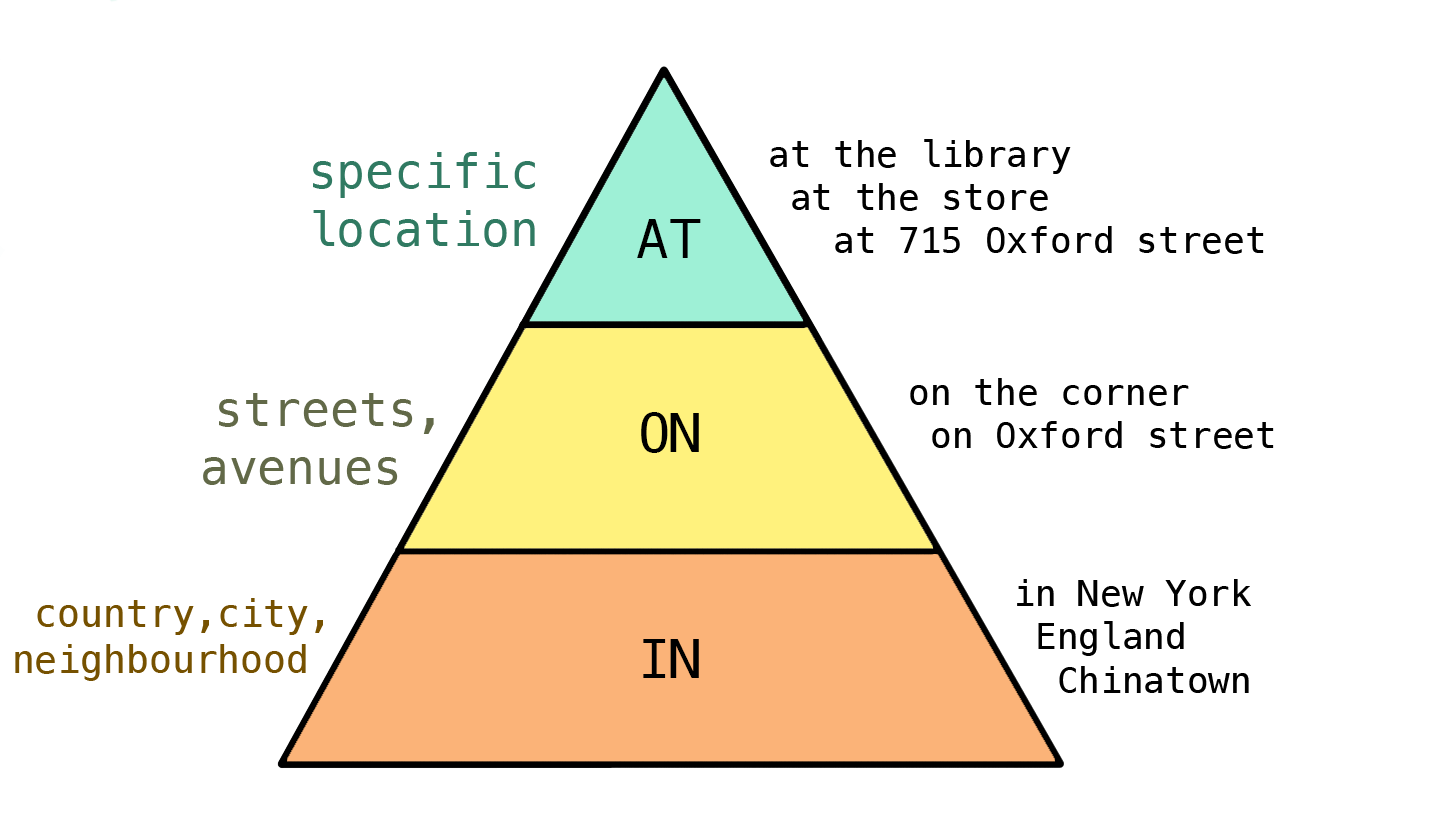 specific
location
AT
at the library
at the store
at 715 Oxford street
streets,
avenues
ON
on the corner
on Oxford street
country,city,
neighbourhood
IN
in New York
England
Chinatown